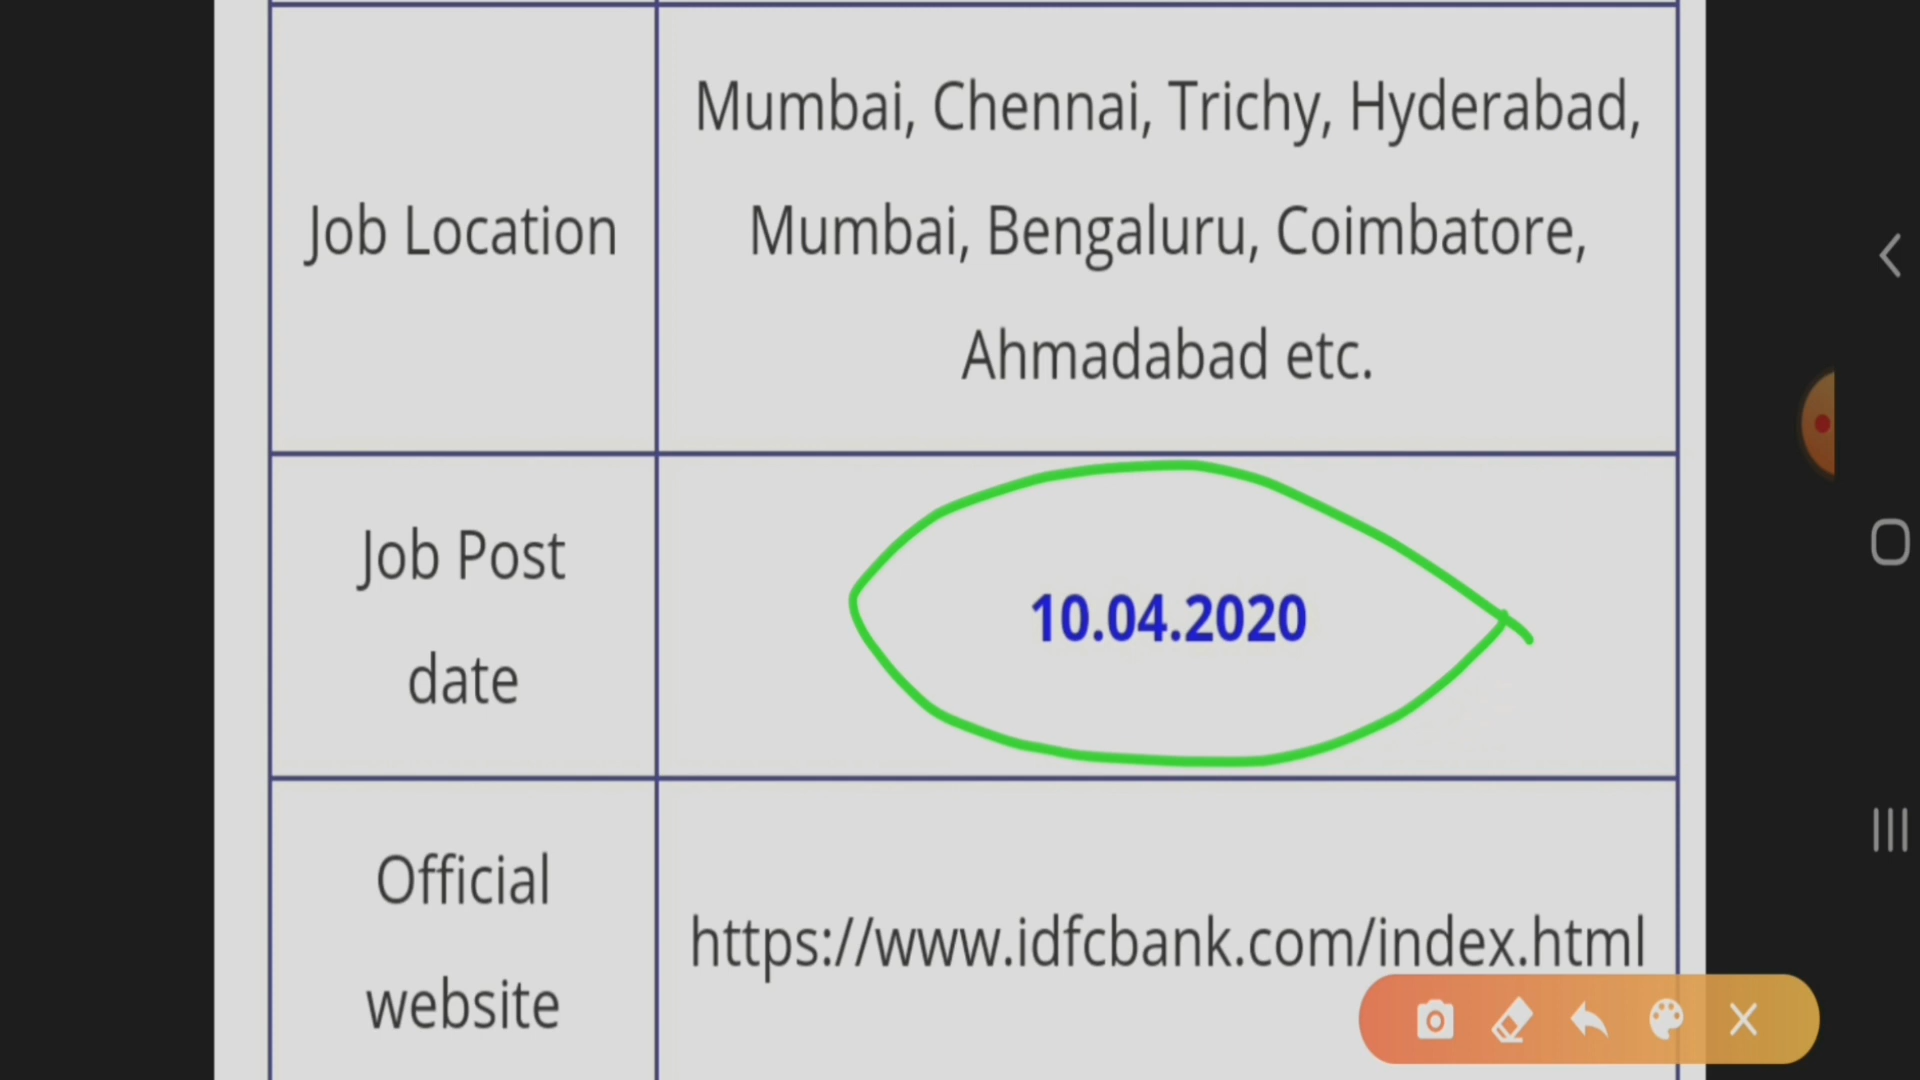 Mumbai, Chennai, Trichy, Hyderabad,
Job Location
Mumbai, Bengaluru, Coimbatore,
Ahmadabad etc.
Job Post
date
10.04.2020
Official
website
https://www.idfcbank.com/index.html